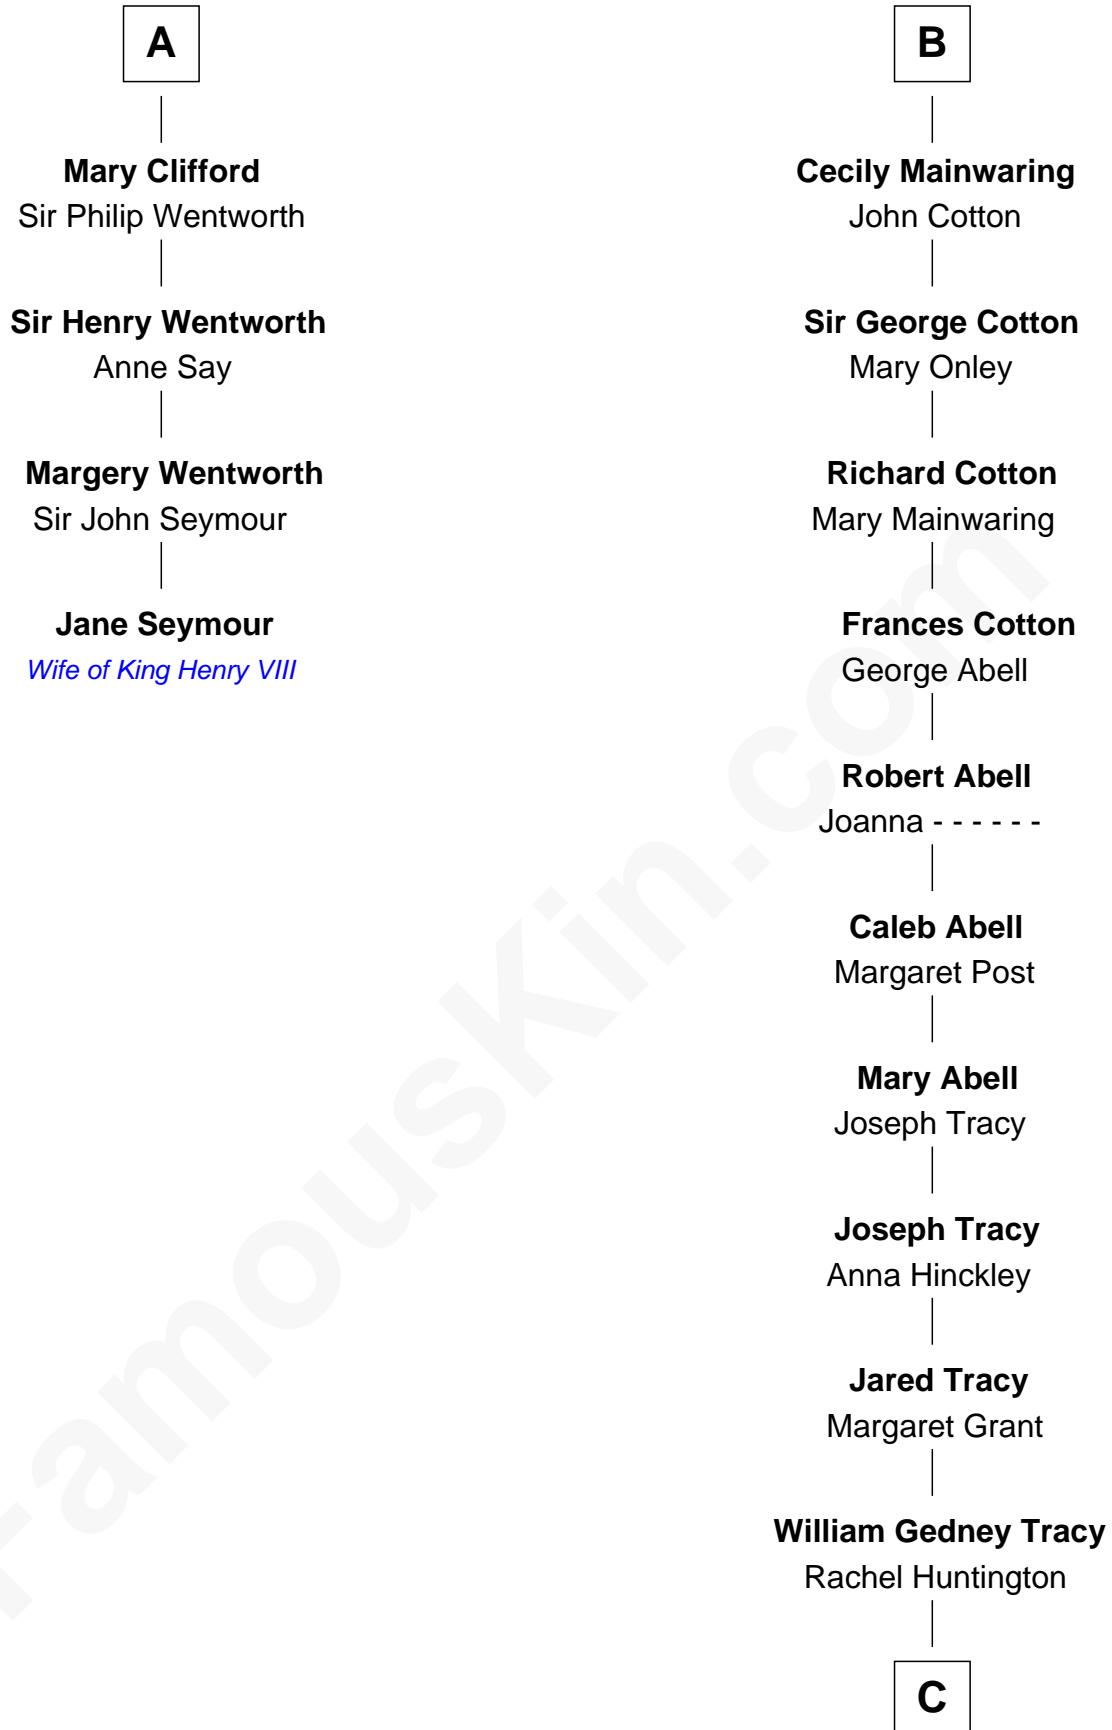 A
Mary Clifford
Sir Philip Wentworth
Sir Henry Wentworth
Anne Say
Margery Wentworth
Sir John Seymour
Jane Seymour
Wife of King Henry VIII
B
Cecily Mainwaring
John Cotton
Sir George Cotton
Mary Onley
Richard Cotton
Mary Mainwaring
Frances Cotton
George Abell
Robert Abell
Joanna - - - - - -
Caleb Abell
Margaret Post
Mary Abell
Joseph Tracy
Joseph Tracy
Anna Hinckley
Jared Tracy
Margaret Grant
William Gedney Tracy
Rachel Huntington
C
FamousKin.com